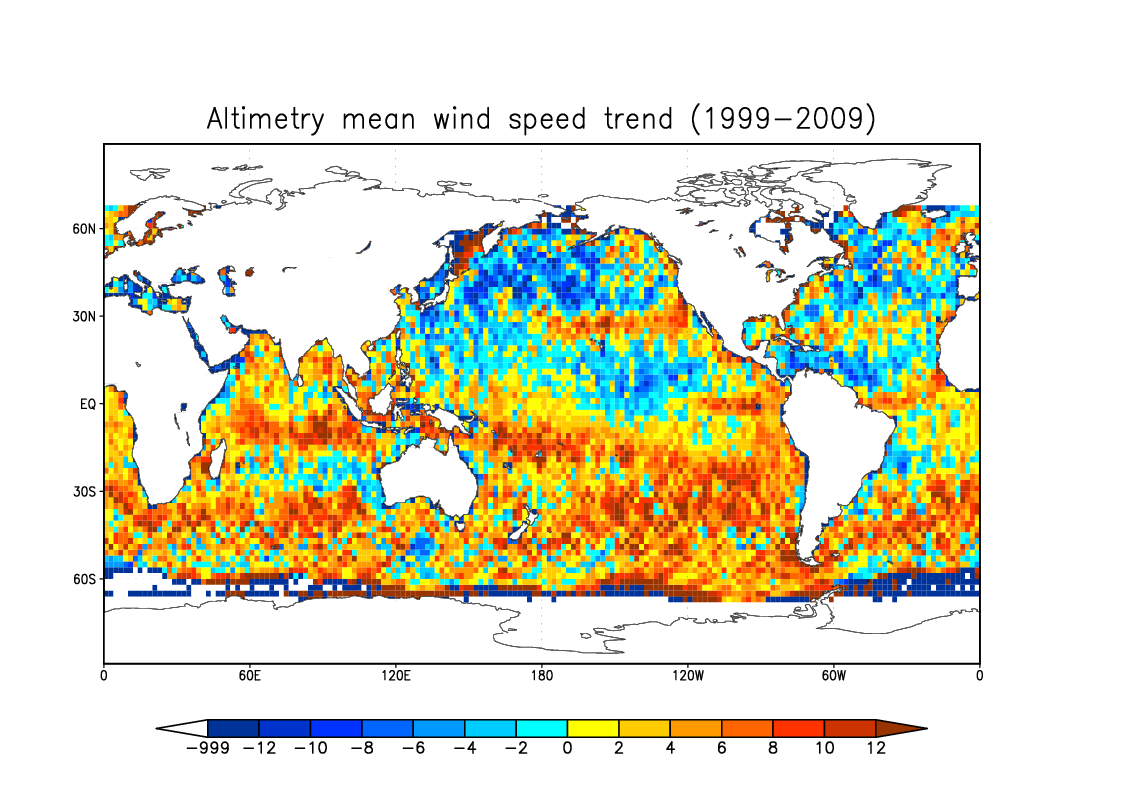 Altimetry mean wind speed trend (1999−2009)
60N
30N
EQ
30S
60S
0 60E 120E 180 120W 60W 0
−999 −12 −10 −8 −6 −4 −2 0 2 4 6 8 10 12